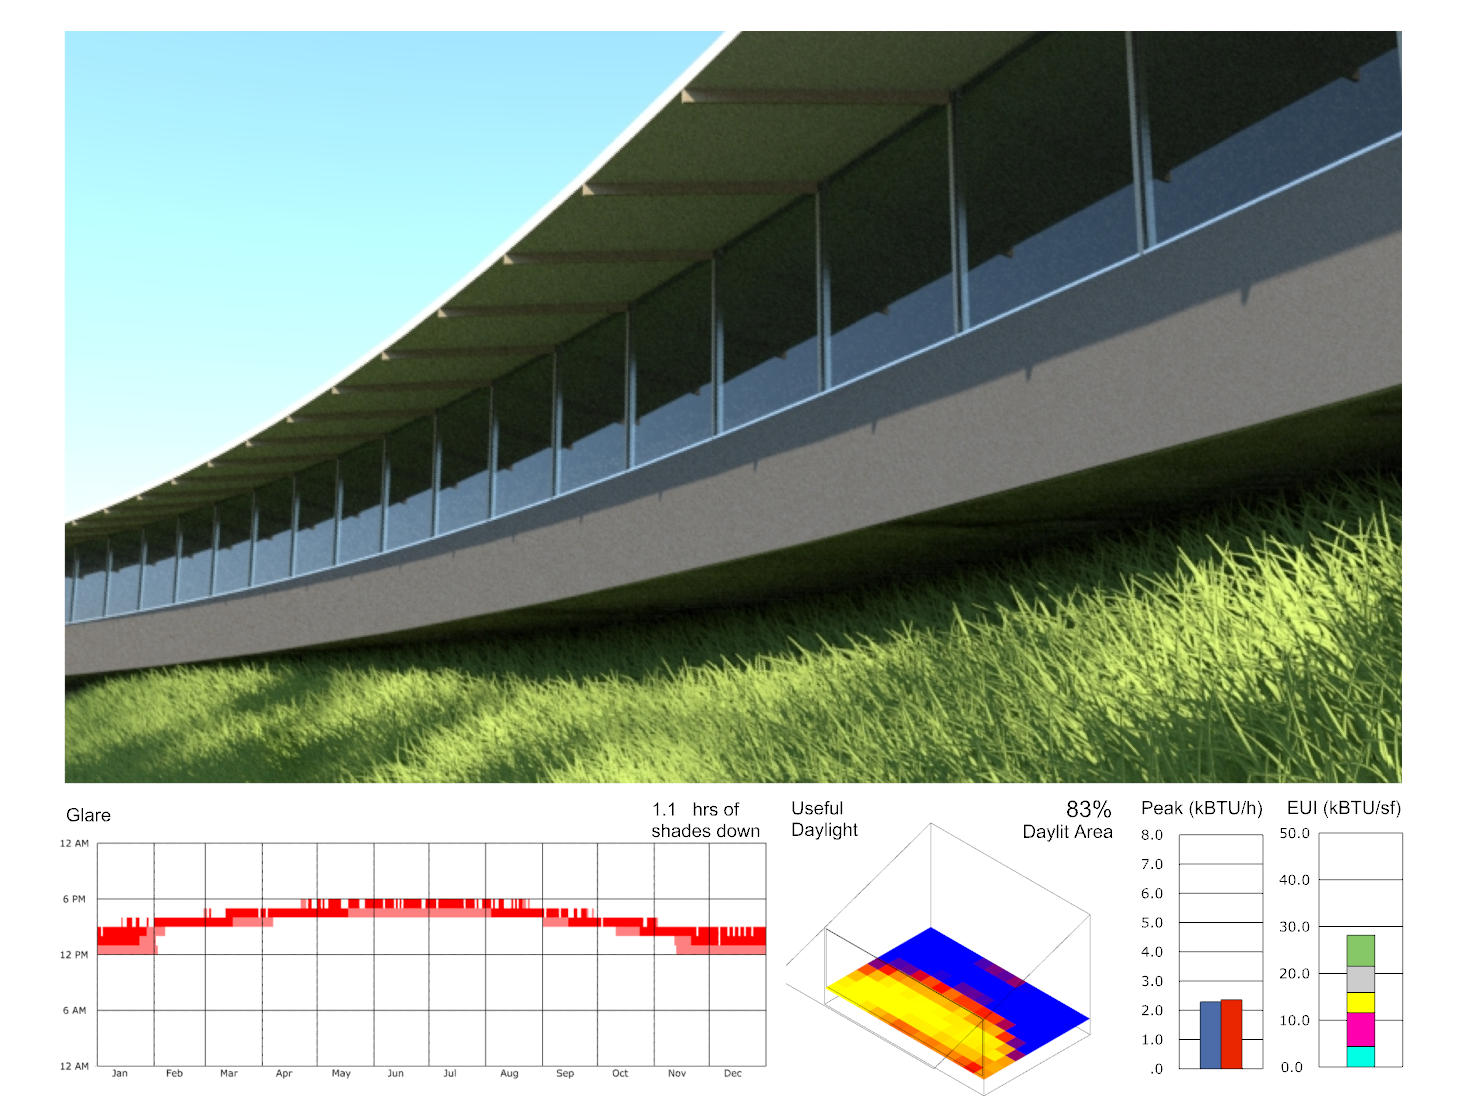 Glare
1.1 hrs of
shades down
12 AM
6 PM
12 PM
6 AM
12 AM
Jan Feb Mar Apr May Jun Jul Aug Sep Oct Nov Dec
Useful
Daylight
83%
Daylit Area
Peak (kBTU/h)
8.0
7.0
6.0
5.0
4.0
3.0
2.0
1.0
.0
EUI (kBTU/sf)
50.0
40.0
30.0
20.0
10.0
0.0